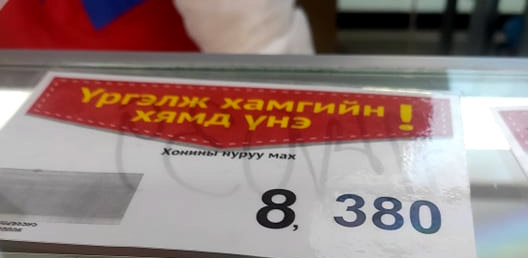 Үргэлж хамгийн
хямд үнэ !
Хонины нуруу мах
8, 380